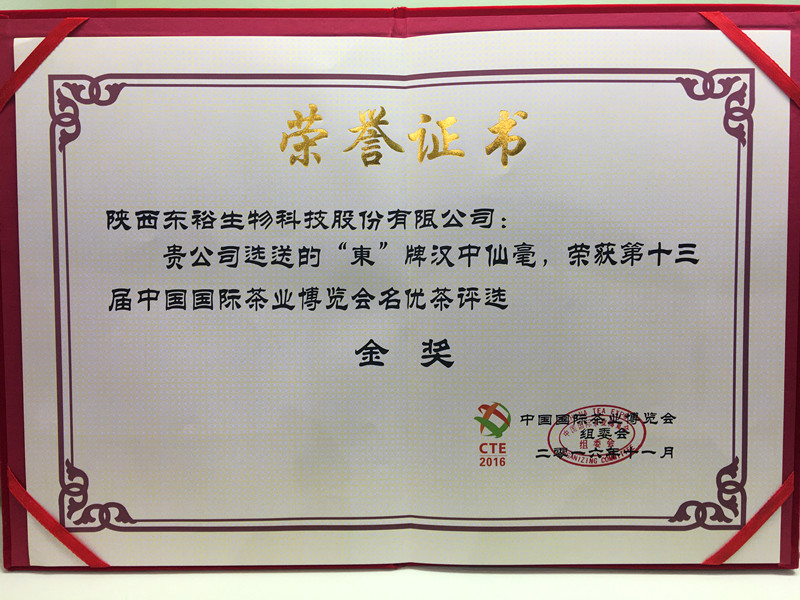 荣誉证书
陕西东裕生物科技股份有限公司：
贵公司选送的“東”牌汉中仙毫，荣获第十三
届中国国际茶业博览会名优茶评选
金奖
CTE
2016
中国国际茶业博览会
组委会
二零一六年十一月
组委会